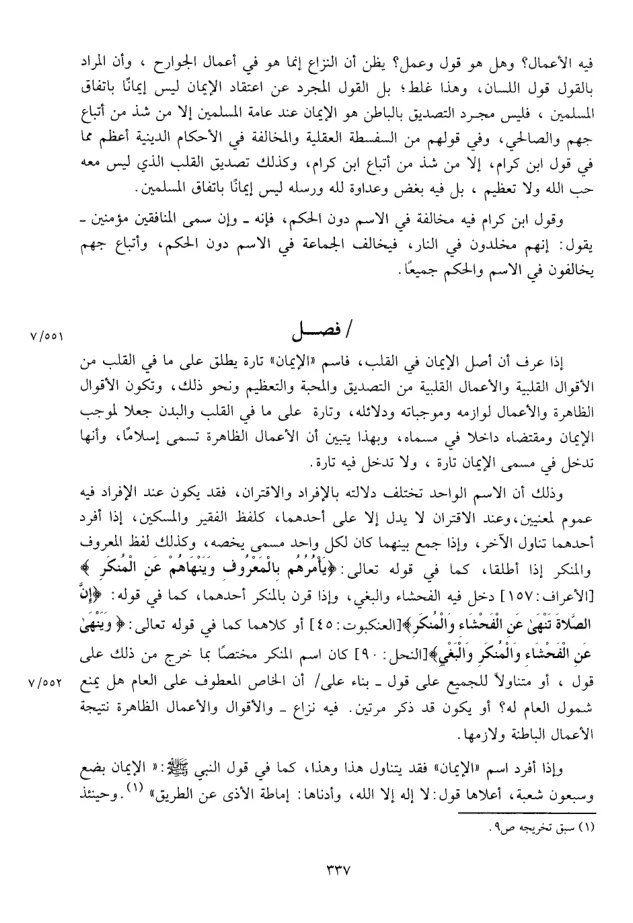 فيه الأعمال؟ وهل هو قول وعمل؟ يظن أن النزاع إنما هو في أعمال الجوارح ، وأن المراد
بالقول قول اللسان، وهذا غلط؛ بل القول المجرد عن اعتقاد الإيمان ليس إيمانًا باتفاق
المسلمين ، فليس مجرد التصديق بالباطن هو الإيمان عند عامة المسلمين إلا من شذ من أتباع
جهم والصالحي، وفي قولهم من السفسطة العقلية والمخالفة في الأحكام الدينية أعظم مما
في قول ابن كرام، إلا من شذ من أتباع ابن كرام، وكذلك تصديق القلب الذي ليس معه
حب الله ولا تعظيم ، بل فيه بغض وعداوة لله ورسله ليس إيمانًا باتفاق المسلمين.
وقول ابن كرام فيه مخالفة في الاسم دون الحكم، فإنه ـ وإن سمى المنافقين مؤمنين ـ
يقول: إنهم مخلدون في النار، فيخالف الجماعة في الاسم دون الحكم، وأتباع جهم
يخالفون في الاسم والحكم جميعًا.
/ فصــل
٧/٥٥١
إذا عرف أن أصل الإيمان في القلب، فاسم «الإيمان» تارة يطلق على ما في القلب من
الأقوال القلبية والأعمال القلبية من التصديق والمحبة والتعظيم ونحو ذلك، وتكون الأقوال
الظاهرة والأعمال لوازمه وموجباته ودلائله، وتارة على ما في القلب والبدن جعلا لموجب
الإيمان ومقتضاه داخلا في مسماه، وبهذا يتبين أن الأعمال الظاهرة تسمى إسلامًا، وأنها
تدخل في مسمى الإيمان تارة ، ولا تدخل فيه تارة.
وذلك أن الاسم الواحد تختلف دلالته بالإفراد والاقتران، فقد يكون عند الإفراد فيه
عموم لمعنيين،وعند الاقتران لا يدل إلا على أحدهما، كلفظ الفقير والمسكين، إذا أفرد
أحدهما تناول الآخر، وإذا جمع بينهما كان لكل واحد مسمى يخصه، وكذلك لفظ المعروف
والمنكر إذا أطلقا، كما في قوله تعالى: ﴿يَأْمُرُهُم بِالْمَعْرُوفِ وَيَنْهَاهُمْ عَنِ الْمُنكَرِ ﴾
[الأعراف:١٥٧] دخل فيه الفحشاء والبغي، وإذا قرن بالمنكر أحدهما، كما في قوله: ﴿إِنَّ
الصَّلاةَ تَنْهَىٰ عَنِ الْفَحْشَاءِ وَالْمُنكَرِ﴾[العنكبوت:٤٥] أو كلاهما كما في قوله تعالى:﴿ وَيَنْهَىٰ
عَنِ الْفَحْشَاءِ وَالْمُنكَرِ وَالْبَغْيِ﴾[النحل:٩٠] كان اسم المنكر مختصًا بما خرج من ذلك على
قول ، أو متناولاً للجميع على قول ـ بناء على/ أن الخاص المعطوف على العام هل يمنع
٧/٥٥٢
شمول العام له؟ أو يكون قد ذكر مرتين. فيه نزاع ـ والأقوال والأعمال الظاهرة نتيجة
الأعمال الباطنة ولازمها.
وإذا أفرد اسم «الإيمان» فقد يتناول هذا وهذا، كما في قول النبي ﷺ:« الإيمان بضع
وسبعون شعبة، أعلاها قول:لا إله إلا الله، وأدناها: إماطة الأذى عن الطريق» (١).وحينئذ
(١) سبق تخريجه ص٩.
٣٣٧